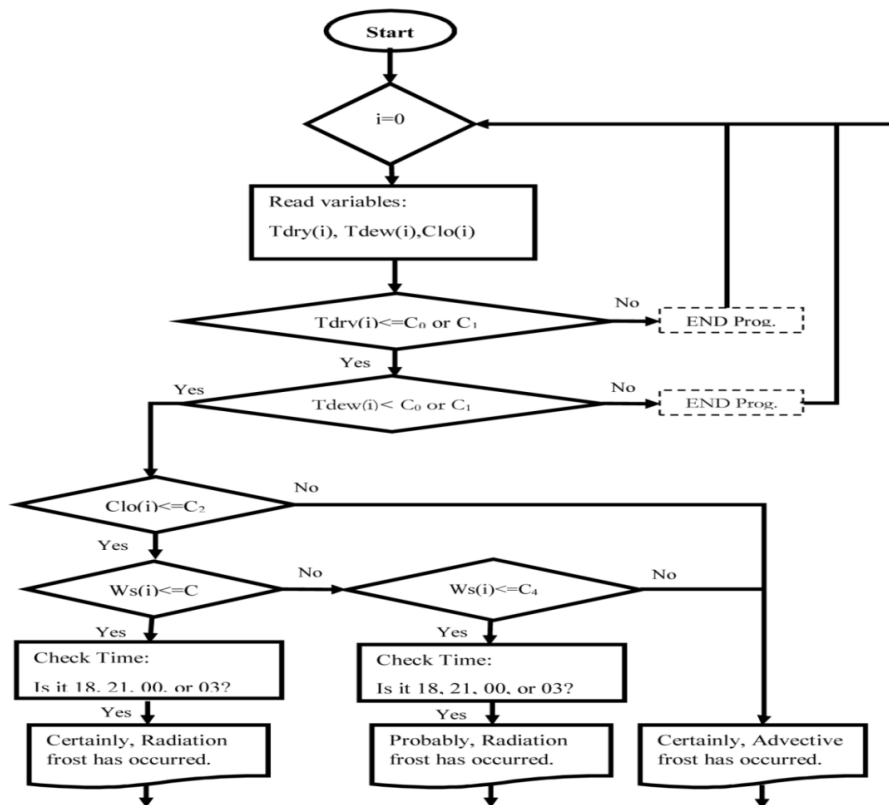 Start
i=0
Read variables:
Tdry(i), Tdew(i),Clo(i)
Tdry(i)<=C₀ or C₁
No
END Prog.
Yes
Yes
Tdew(i)< C₀ or C₁
No
END Prog.
Clo(i)<=C₂
No
Yes
Ws(i)<=C
No
Ws(i)<=C₄
No
Yes
Yes
Check Time:
Is it 18, 21, 00, or 03?
Check Time:
Is it 18, 21, 00, or 03?
Yes
Yes
Certainly, Radiation
frost has occurred.
Probably, Radiation
frost has occurred.
Certainly, Advective
frost has occurred.